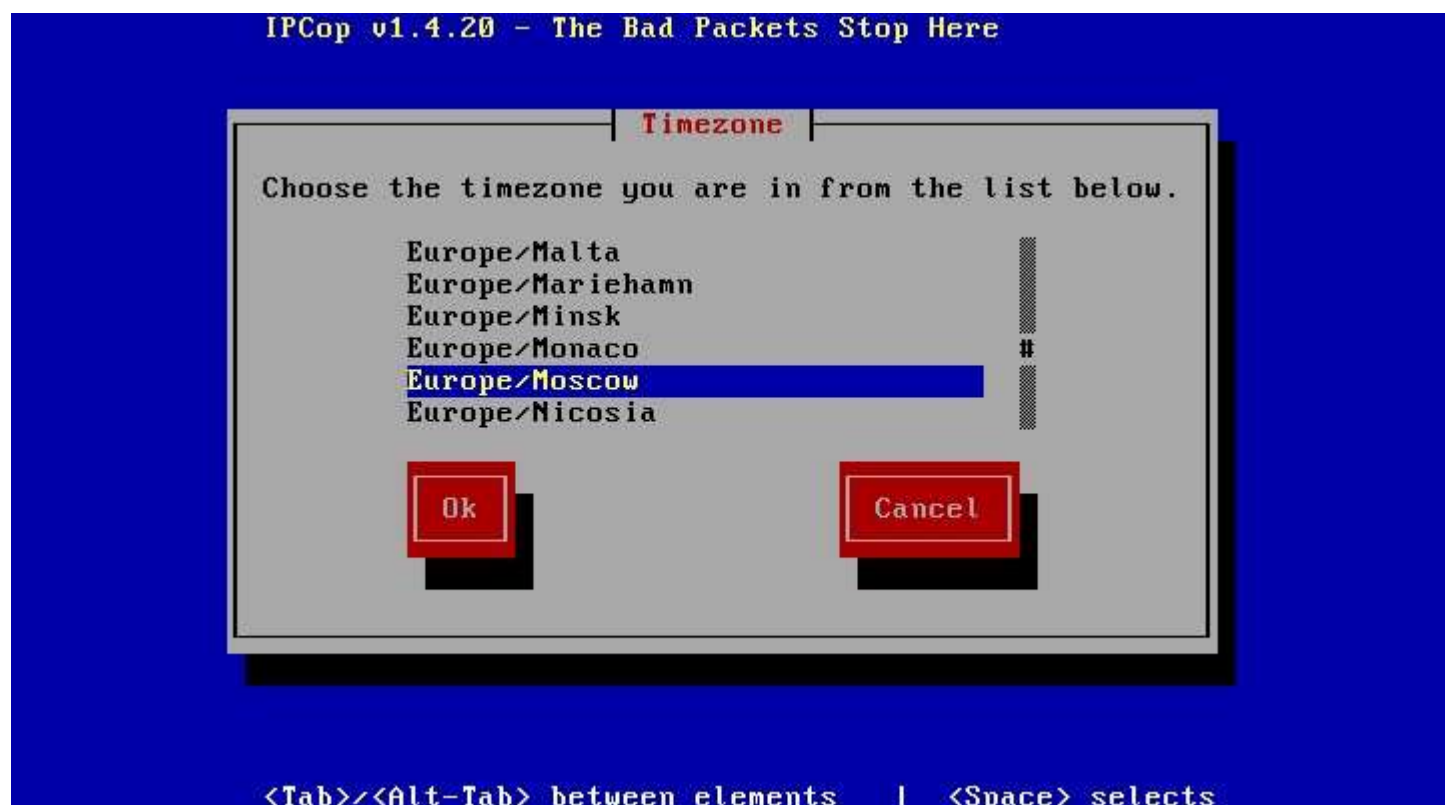 IPCop v1.4.20 - The Bad Packets Stop Here
Timezone
Choose the timezone you are in from the list below.
Europe/Malta
Europe/Mariehamn
Europe/Minsk
Europe/Monaco
#
Europe/Moscow
Europe/Nicosia
Ok
Cancel
<Tab>/<Alt-Tab> between elements | <Space> selects